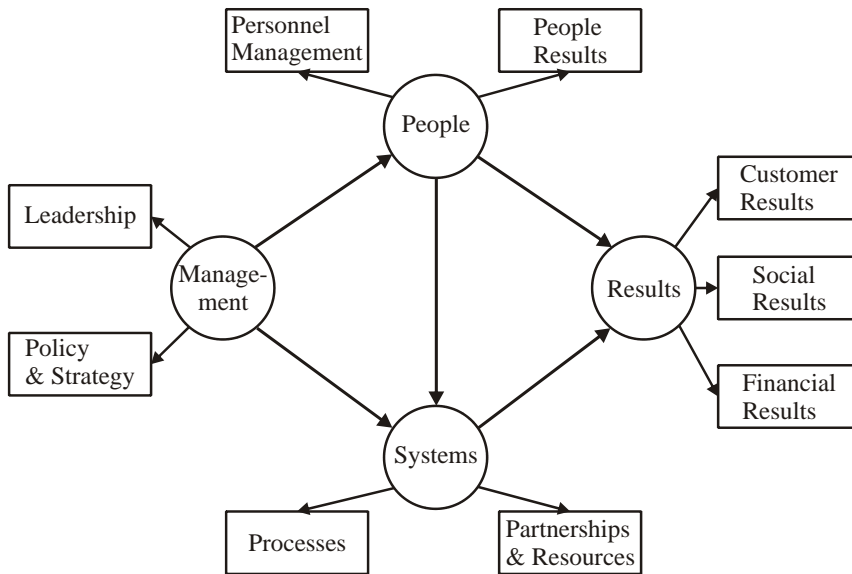 Personnel
Management
People
Results
People
Leadership
Customer
Results
Manage-
ment
Results
Social
Results
Policy
& Strategy
Financial
Results
Systems
Processes
Partnerships
& Resources